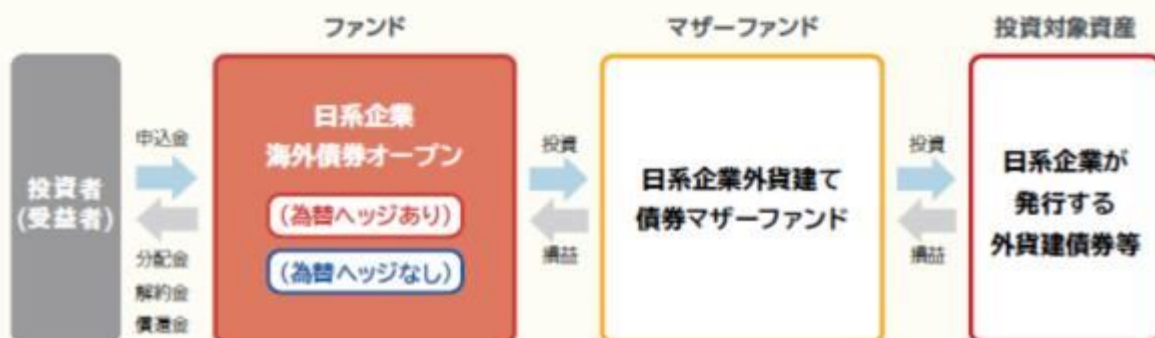 ファンド
マザーファンド
投資対象資産
投資者
(受益者)
申込金
分配金
解約金
償還金
日系企業
海外債券オープン
(為替ヘッジあり)
(為替ヘッジなし)
投資
損益
日系企業外貨建て
債券マザーファンド
投資
損益
日系企業が
発行する
外貨建債券等